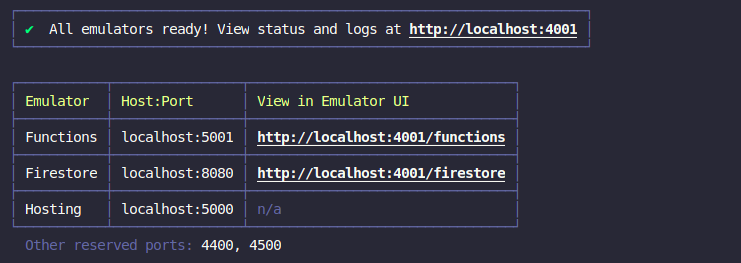 ✔ All emulators ready! View status and logs at http://localhost:4001
Emulator Host:Port View in Emulator UI
Functions localhost:5001 http://localhost:4001/functions
Firestore localhost:8080 http://localhost:4001/firestore
Hosting localhost:5000 n/a
Other reserved ports: 4400, 4500